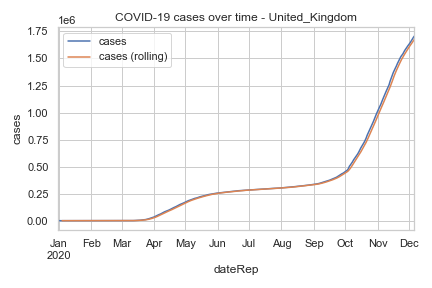 COVID-19 cases over time - United_Kingdom
1e6
cases
cases (rolling)
1.75
1.50
1.25
1.00
0.75
0.50
0.25
0.00
cases
Jan Feb Mar Apr May Jun Jul Aug Sep Oct Nov Dec
2020
dateRep